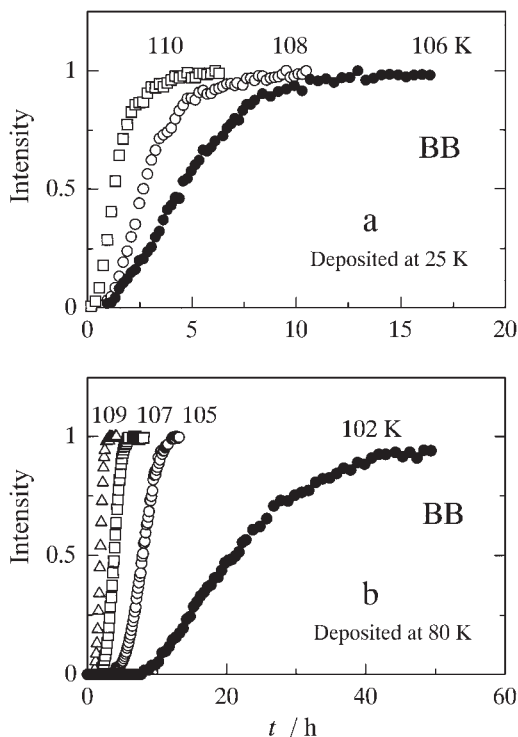 110 108 106 K
1
Intensity
0.5
BB
a
Deposited at 25 K
0
0 5 10 15 20
109 107 105
102 K
1
Intensity
BB
0.5
b
Deposited at 80 K
0
0 20 40 60
t / h